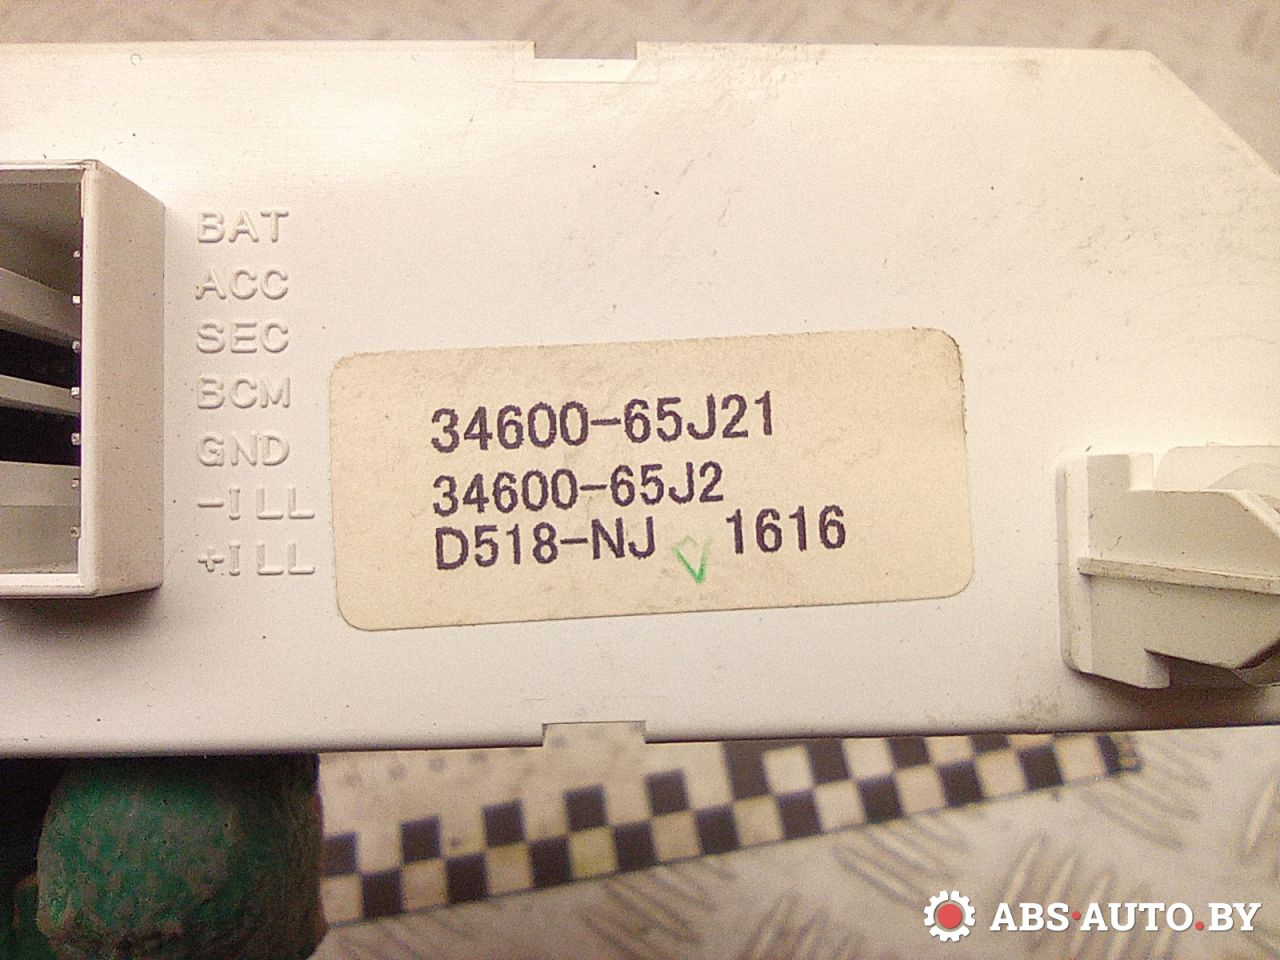 BAT
ACC
SEC
BCM
GND
-ILL
+ILL
34600-65J21
34600-65J2
D518-NJ 1616
ABS·AUTO.BY